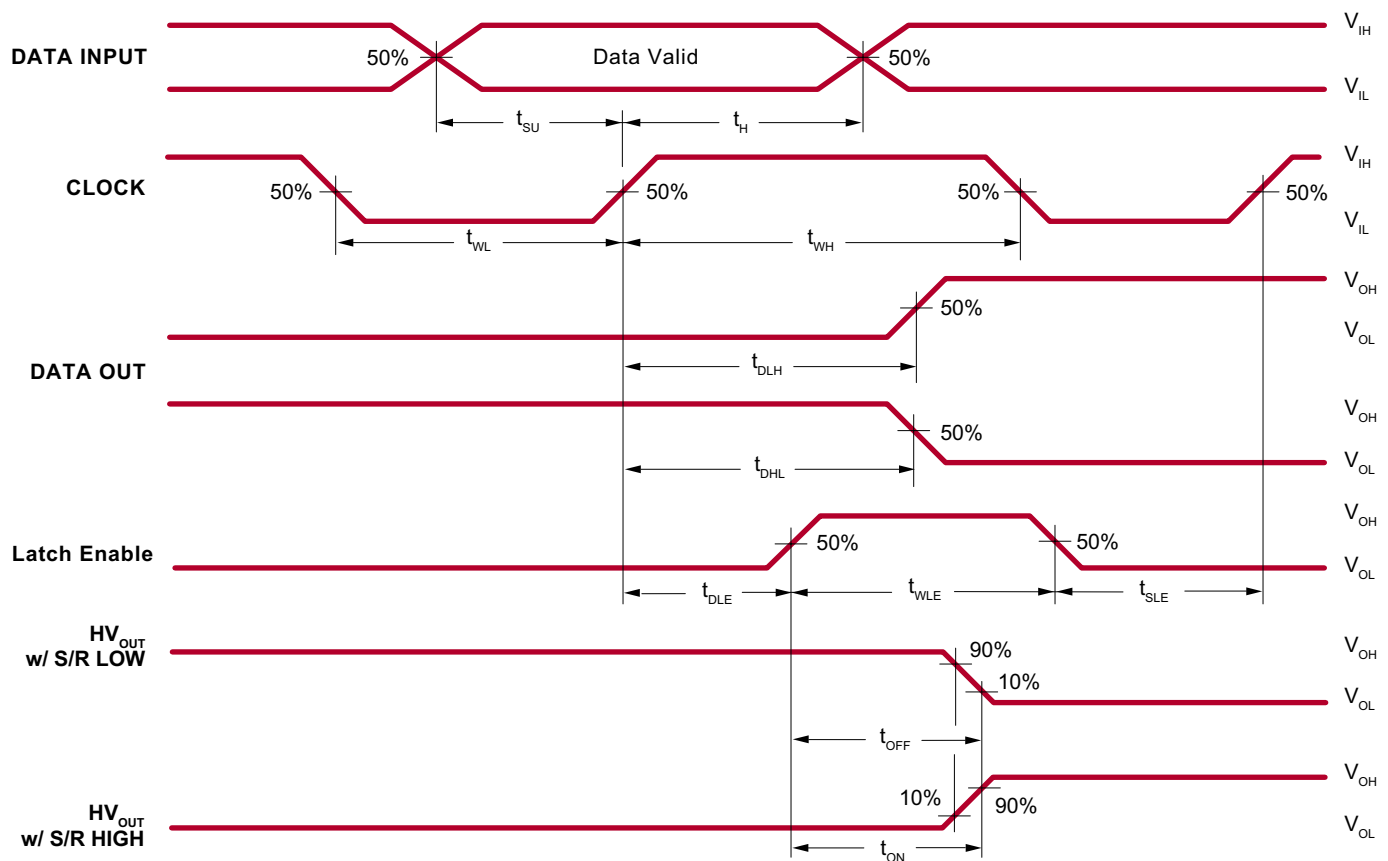 V_IH
DATA INPUT 50% Data Valid 50%
V_IL
t_SU t_H
V_IH
CLOCK 50% 50% 50% 50%
V_IL
t_WL t_WH
V_OH
50%
V_OL
t_DLH
DATA OUT
V_OH
50%
V_OL
t_DHL
V_OH
Latch Enable 50% 50%
V_OL
t_DLE t_WLE t_SLE
HV_OUT
w/ S/R LOW
90% V_OH
10% V_OL
t_OFF
V_OH
10% 90%
HV_OUT
w/ S/R HIGH
V_OL
t_ON